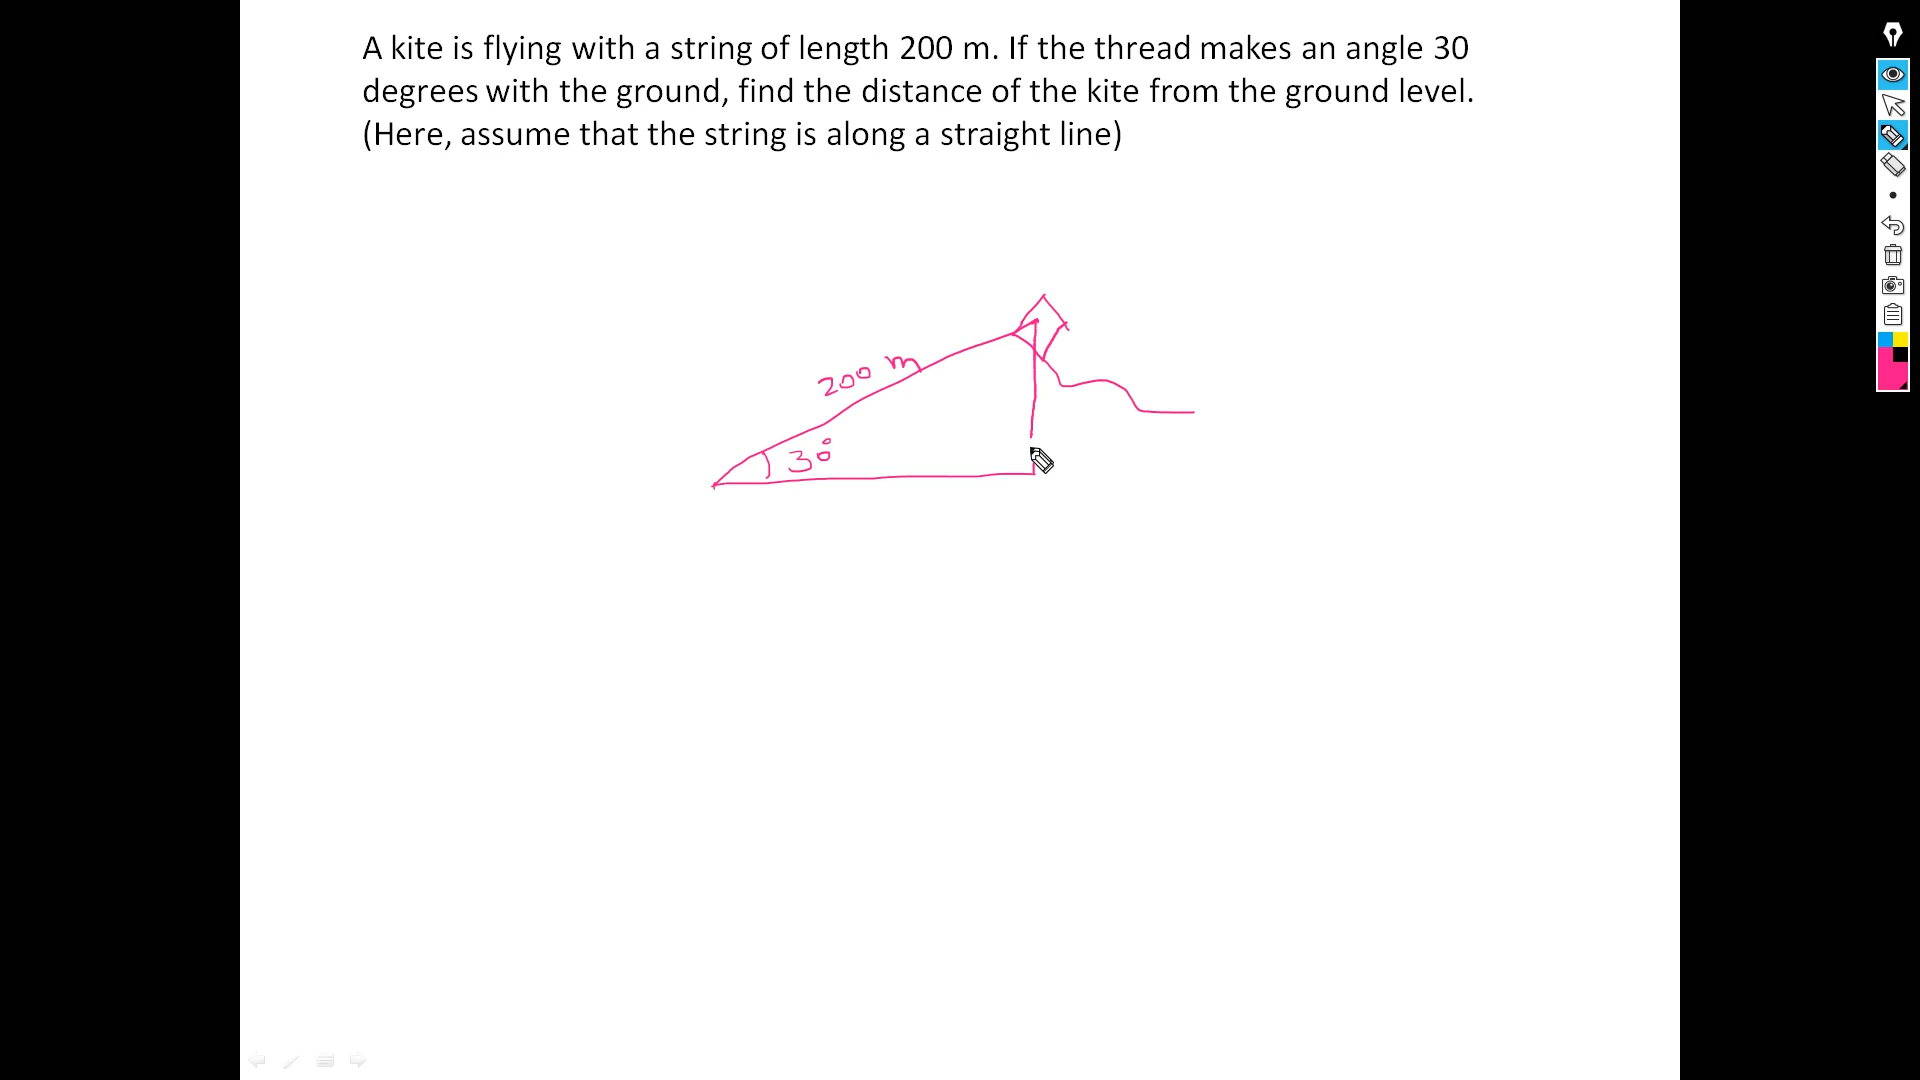 A kite is flying with a string of length 200 m. If the thread makes an angle 30
degrees with the ground, find the distance of the kite from the ground level.
(Here, assume that the string is along a straight line)
200 m
30°